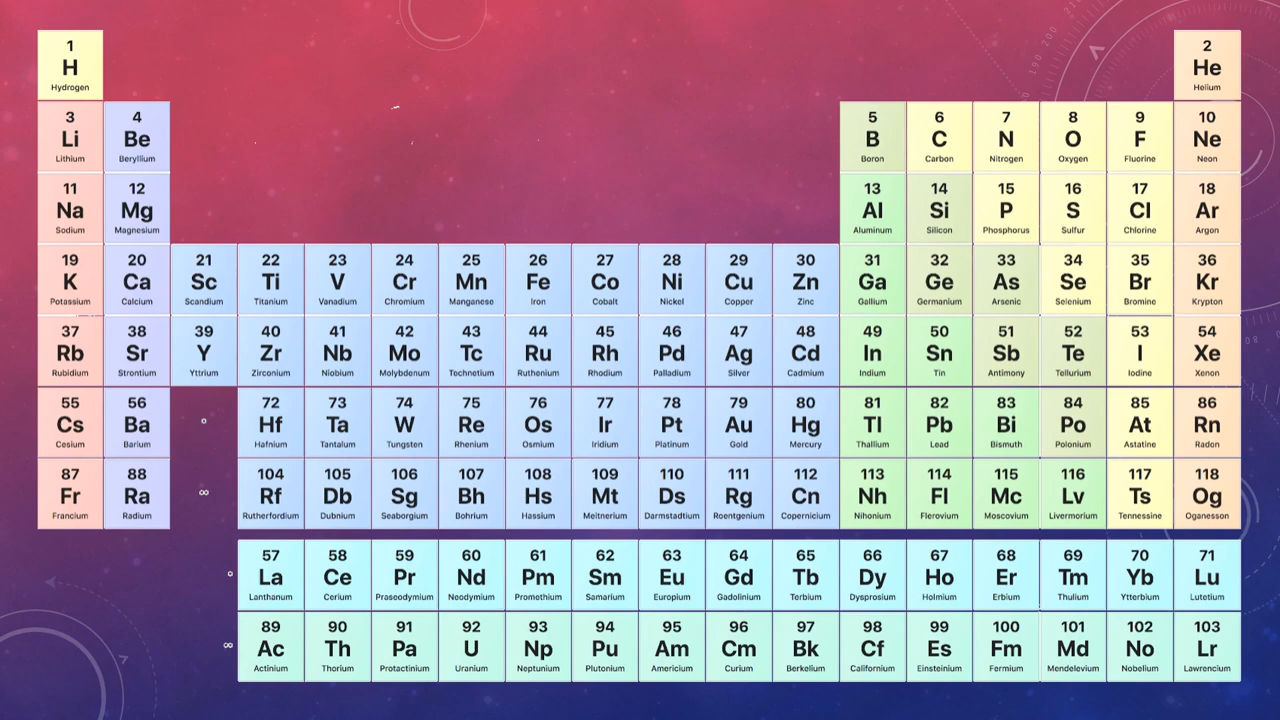 1 2
H He
Hydrogen Helium
3 4 5 6 7 8 9 10
Li Be B C N O F Ne
Lithium Beryllium Boron Carbon Nitrogen Oxygen Fluorine Neon
11 12 13 14 15 16 17 18
Na Mg Al Si P S Cl Ar
Sodium Magnesium Aluminum Silicon Phosphorus Sulfur Chlorine Argon
19 20 21 22 23 24 25 26 27 28 29 30 31 32 33 34 35 36
K Ca Sc Ti V Cr Mn Fe Co Ni Cu Zn Ga Ge As Se Br Kr
Potassium Calcium Scandium Titanium Vanadium Chromium Manganese Iron Cobalt Nickel Copper Zinc Gallium Germanium Arsenic Selenium Bromine Krypton
37 38 39 40 41 42 43 44 45 46 47 48 49 50 51 52 53 54
Rb Sr Y Zr Nb Mo Tc Ru Rh Pd Ag Cd In Sn Sb Te I Xe
Rubidium Strontium Yttrium Zirconium Niobium Molybdenum Technetium Ruthenium Rhodium Palladium Silver Cadmium Indium Tin Antimony Tellurium Iodine Xenon
55 56 72 73 74 75 76 77 78 79 80 81 82 83 84 85 86
Cs Ba Hf Ta W Re Os Ir Pt Au Hg Tl Pb Bi Po At Rn
Cesium Barium Hafnium Tantalum Tungsten Rhenium Osmium Iridium Platinum Gold Mercury Thallium Lead Bismuth Polonium Astatine Radon
87 88 104 105 106 107 108 109 110 111 112 113 114 115 116 117 118
Fr Ra ∞ Rf Db Sg Bh Hs Mt Ds Rg Cn Nh Fl Mc Lv Ts Og
Francium Radium Rutherfordium Dubnium Seaborgium Bohrium Hassium Meitnerium Darmstadtium Roentgenium Copernicium Nihonium Flerovium Moscovium Livermorium Tennessine Oganesson
57 58 59 60 61 62 63 64 65 66 67 68 69 70 71
La Ce Pr Nd Pm Sm Eu Gd Tb Dy Ho Er Tm Yb Lu
Lanthanum Cerium Praseodymium Neodymium Promethium Samarium Europium Gadolinium Terbium Dysprosium Holmium Erbium Thulium Ytterbium Lutetium
89 90 91 92 93 94 95 96 97 98 99 100 101 102 103
∞ Ac Th Pa U Np Pu Am Cm Bk Cf Es Fm Md No Lr
Actinium Thorium Protactinium Uranium Neptunium Plutonium Americium Curium Berkelium Californium Einsteinium Fermium Mendelevium Nobelium Lawrencium